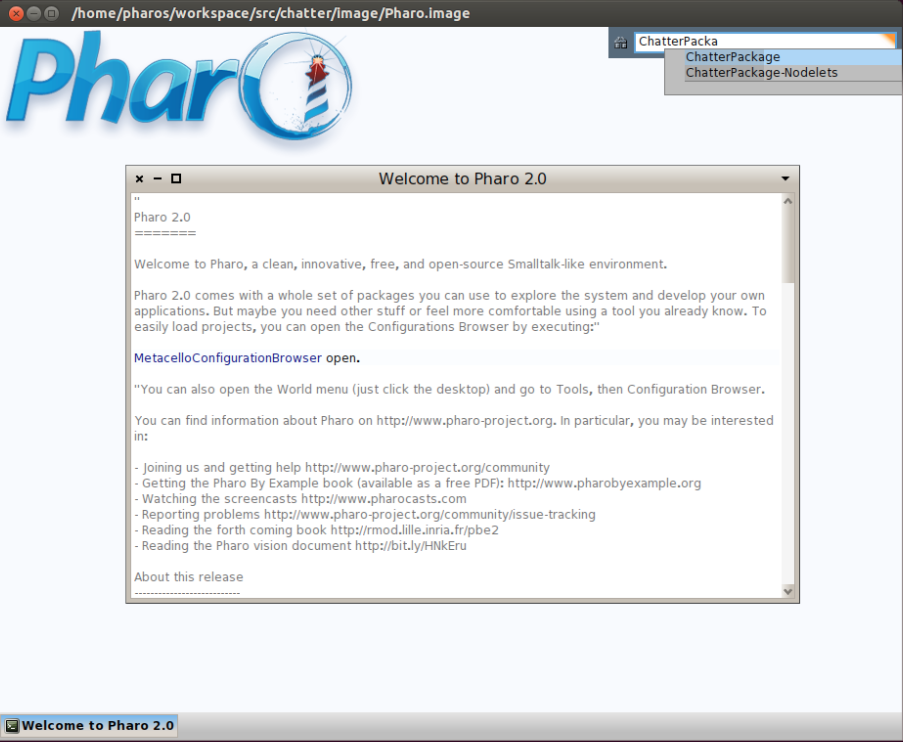 /home/pharos/workspace/src/chatter/image/Pharo.image
Pharo
ChatterPacka
ChatterPackage
ChatterPackage-Nodelets
Welcome to Pharo 2.0
"
Pharo 2.0
=======
Welcome to Pharo, a clean, innovative, free, and open-source Smalltalk-like environment.
Pharo 2.0 comes with a whole set of packages you can use to explore the system and develop your own
applications. But maybe you need other stuff or feel more comfortable using a tool you already know. To
easily load projects, you can open the Configurations Browser by executing:"
MetacelloConfigurationBrowser open.
"You can also open the World menu (just click the desktop) and go to Tools, then Configuration Browser.
You can find information about Pharo on http://www.pharo-project.org. In particular, you may be interested
in:
- Joining us and getting help http://www.pharo-project.org/community
- Getting the Pharo By Example book (available as a free PDF): http://www.pharobyexample.org
- Watching the screencasts http://www.pharocasts.com
- Reporting problems http://www.pharo-project.org/community/issue-tracking
- Reading the forth coming book http://rmod.lille.inria.fr/pbe2
- Reading the Pharo vision document http://bit.ly/HNkEru
About this release
--------------------------
Welcome to Pharo 2.0